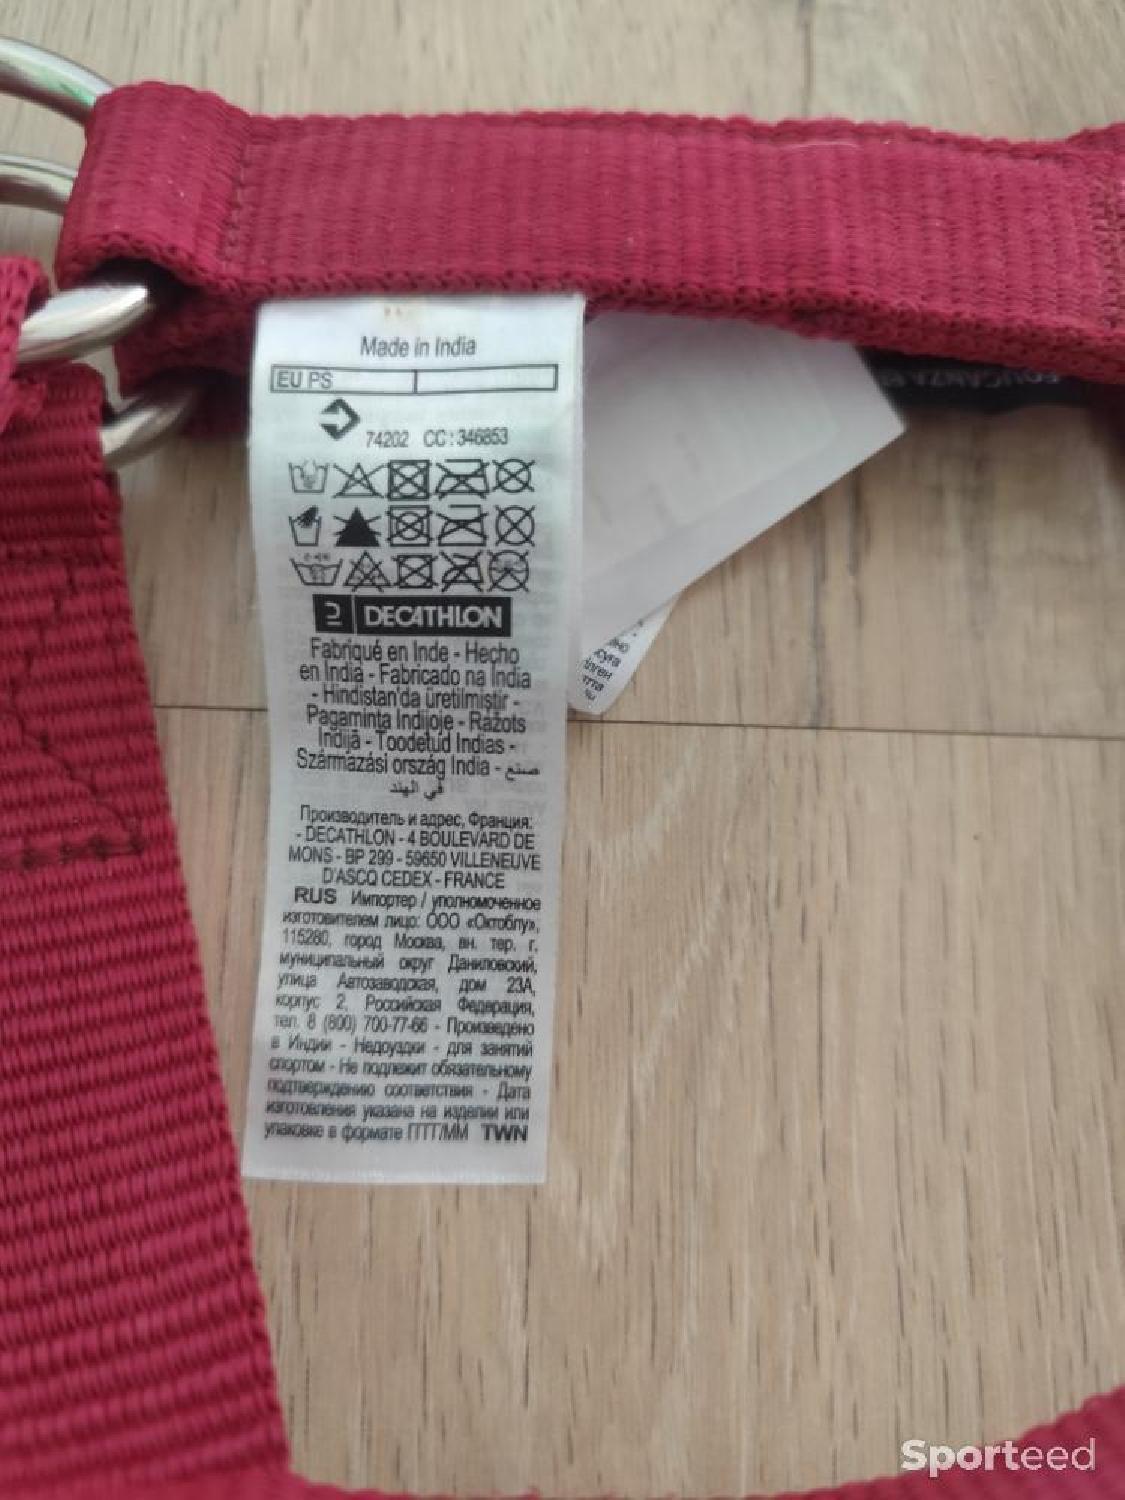 Made in India
EU PS
74202 CC : 346853
DECATHLON
Fabriqué en Inde - Hecho
en India - Fabricado na Índia
- Hindistan'da üretilmiştir -
Pagaminta Indijoje - Ražots
Indijā - Toodetud Indias -
Származási ország India - صنع
في الهند
Производитель и адрес, Франция:
- DECATHLON - 4 BOULEVARD DE
MONS - BP 299 - 59650 VILLENEUVE
D'ASCQ CEDEX - FRANCE
RUS Импортер / уполномоченное
изготовителем лицо: ООО «Октоблу»,
115280, город Москва, вн. тер. г.
муниципальный округ Даниловский,
улица Автозаводская, дом 23А,
корпус 2, Российская Федерация,
тел. 8 (800) 700-77-66 - Произведено
в Индии - Недоуздки - для занятий
спортом - Не подлежит обязательному
подтверждению соответствия - Дата
изготовления указана на изделии или
упаковке в формате ГГГГ/ММ TWN
Sporteed